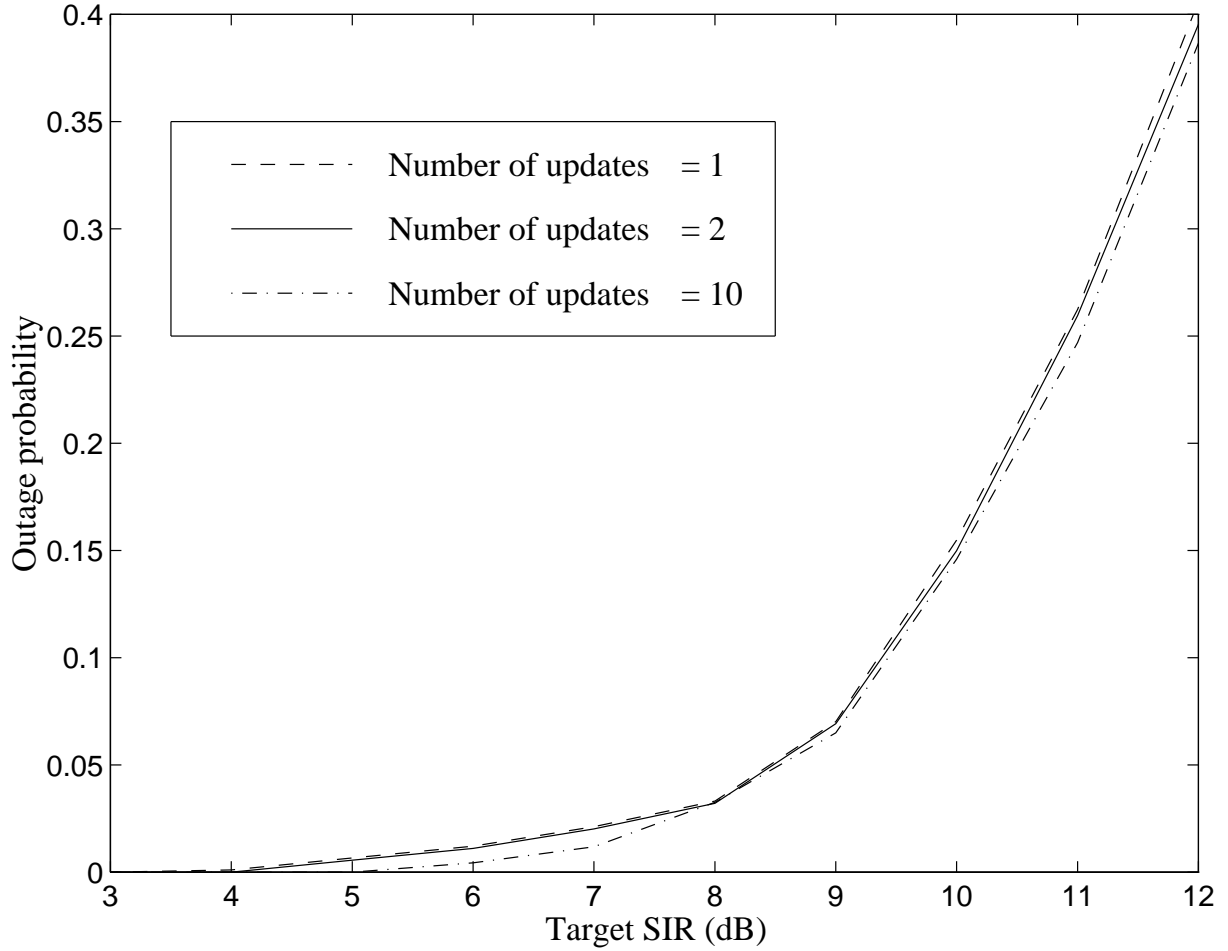 0.4
0.35
0.3
0.25
0.2
0.15
0.1
0.05
0
Outage probability
Number of updates = 1
Number of updates = 2
Number of updates = 10
3 4 5 6 7 8 9 10 11 12
Target SIR (dB)